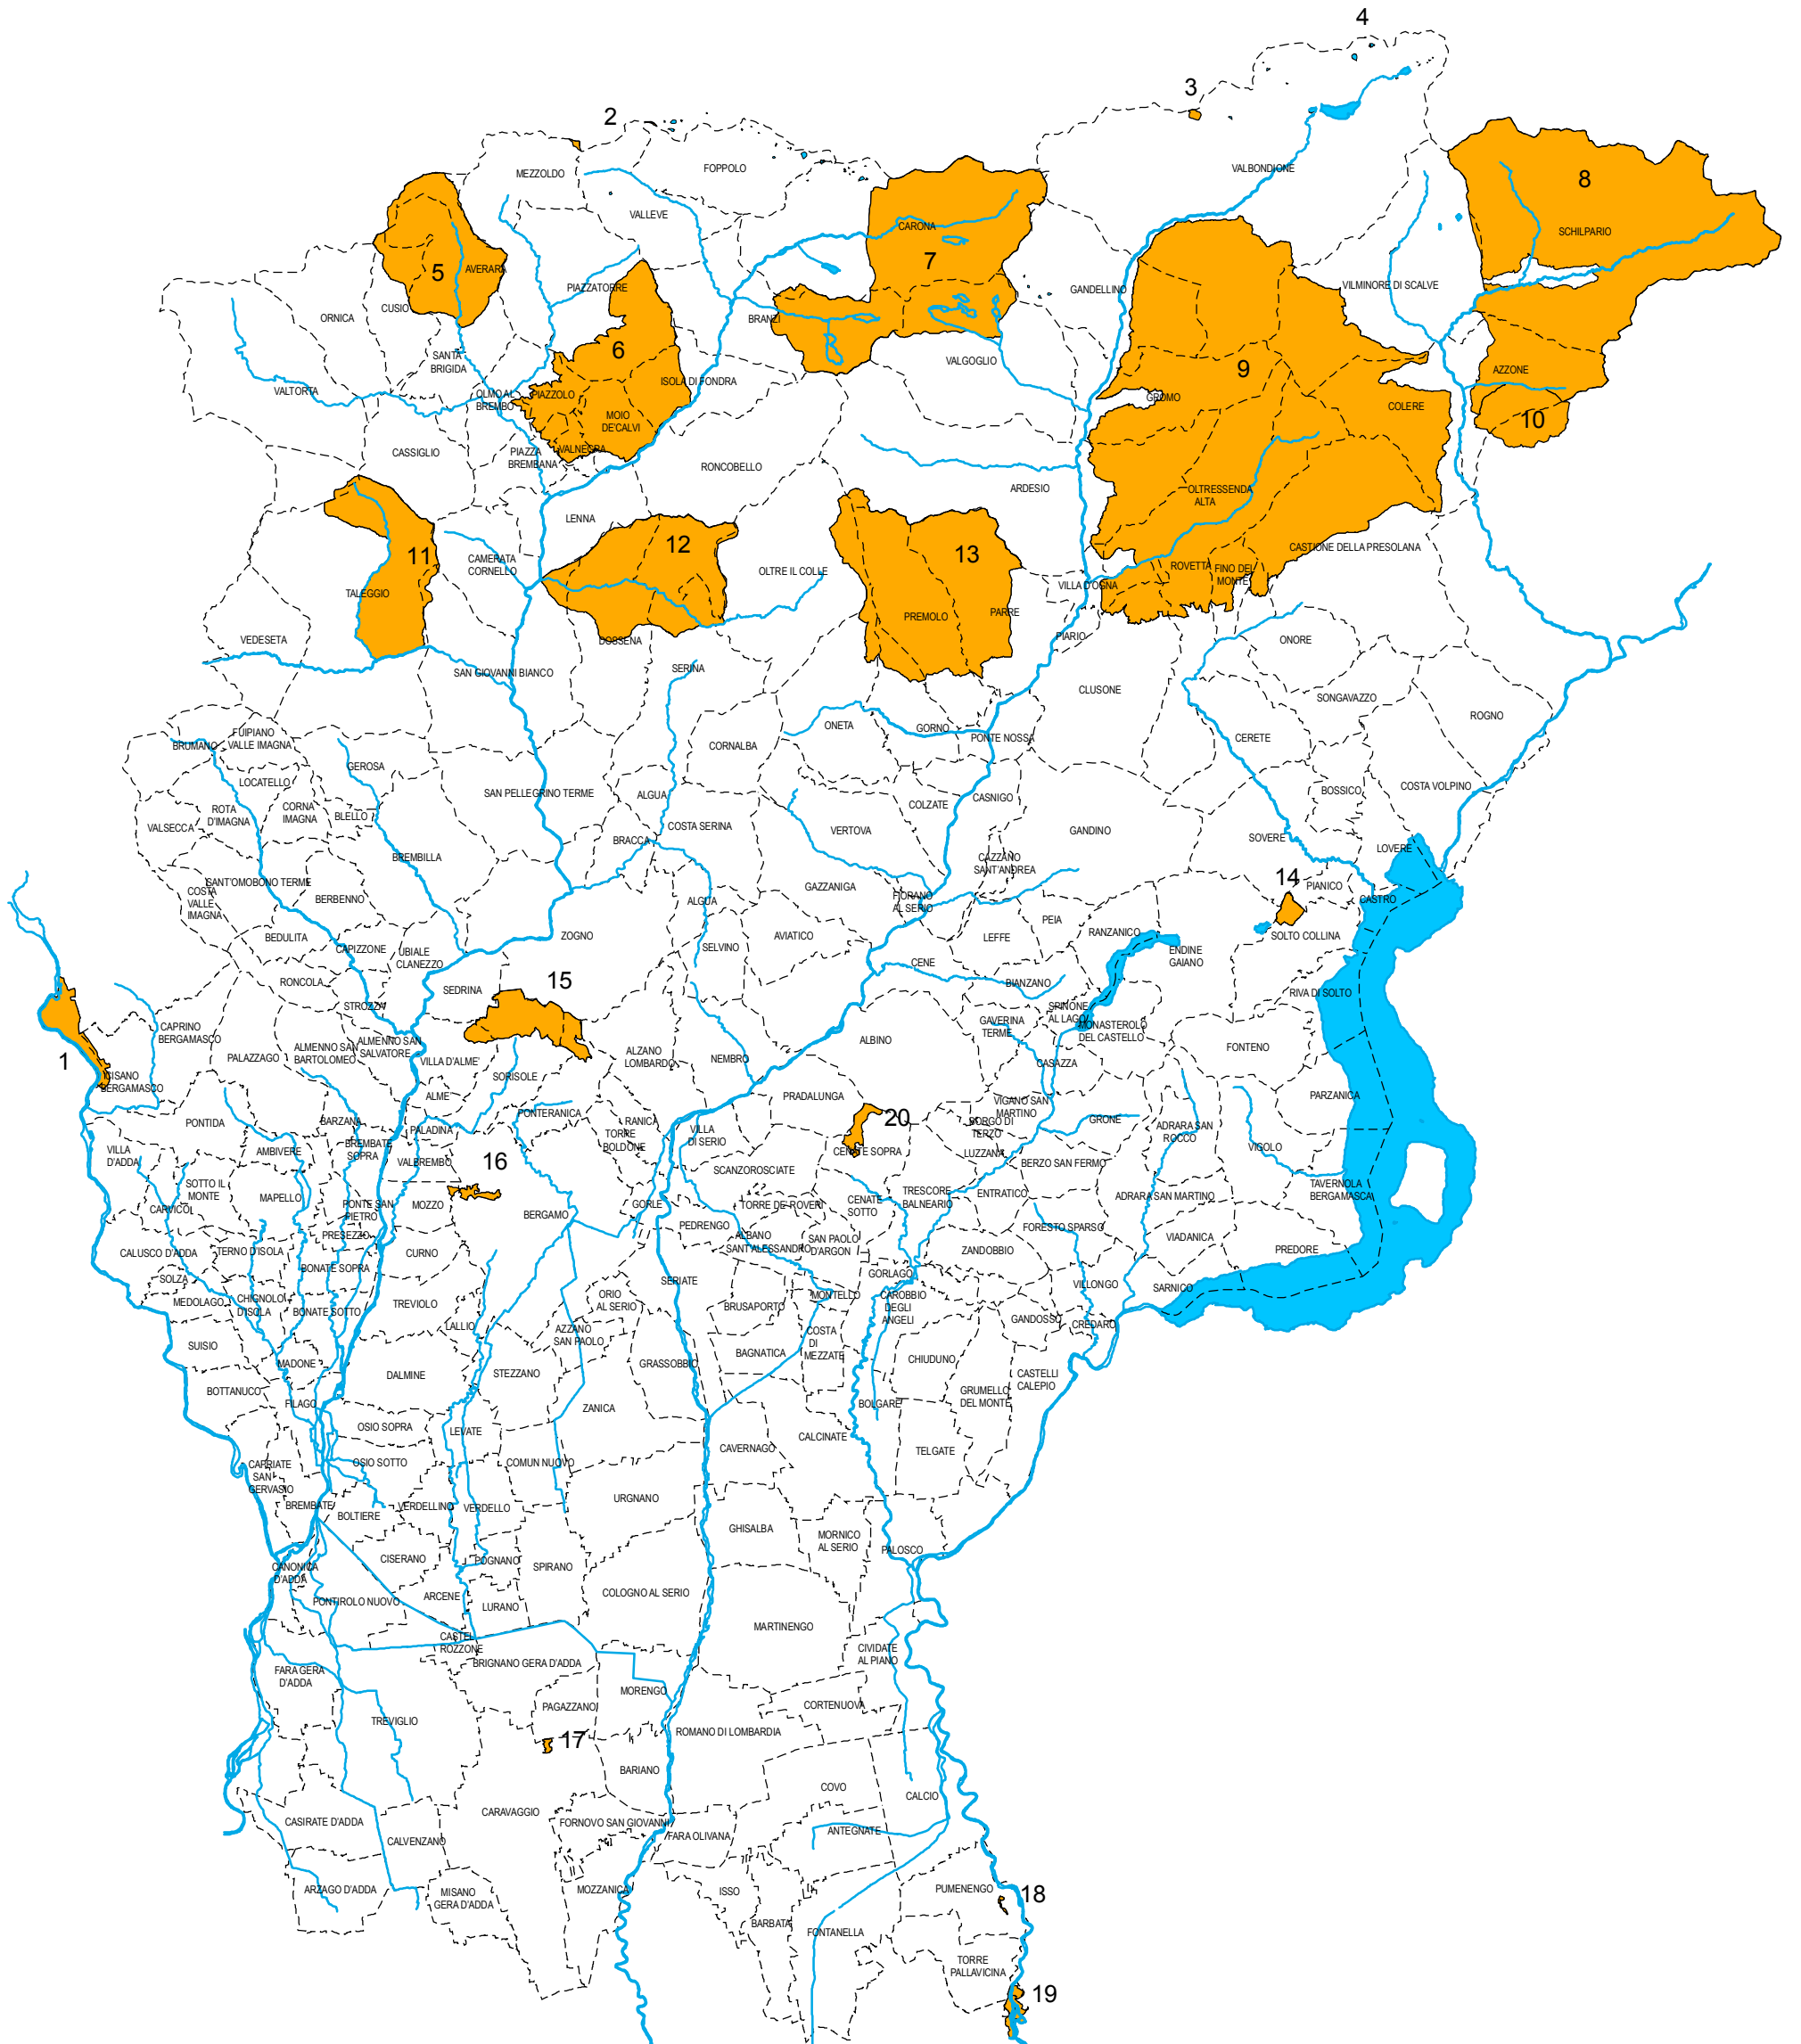 4
3
2
MEZZOLDO
FOPPOLO
VALBONDIONE
8
VALLEVE
CARONA
SCHILPARIO
5
AVERARA
7
PIAZZATORRE
GANDELLINO
VILMINORE DI SCALVE
CUSIO
ORNICA
BRANZI
6
SANTA
BRIGIDA
VALGOGLIO
9
AZZONE
ISOLA DI FONDRA
VALTORTA
OLMO AL
BREMBO
PIAZZOLO
GROMO
COLERE
MOIO
DE'CALVI
10
CASSIGLIO
PIAZZA
BREMBANA
VALNEGRA
RONCOBELLO
ARDESIO
OLTRESSENDA
ALTA
LENNA
12
11
13
CASTIONE DELLA PRESOLANA
CAMERATA
CORNELLO
OLTRE IL COLLE
ROVETTA
FINO DEL
MONTE
VILLA D'OGNA
TALEGGIO
PREMOLO
PARRE
VEDESETA
DOSSENA
PIARIO
ONORE
SERINA
SAN GIOVANNI BIANCO
CLUSONE
SONGAVAZZO
ROGNO
FUIPIANO
VALLE IMAGNA
ONETA
GORNO
BRUMANO
CORNALBA
PONTE NOSSA
CERETE
GEROSA
LOCATELLO
COSTA VOLPINO
SAN PELLEGRINO TERME
ALGUA
BOSSICO
ROTA
D'IMAGNA
CORNA
IMAGNA
BLELLO
COLZATE
CASNIGO
VALSECCA
COSTA SERINA
VERTOVA
GANDINO
SOVERE
BRACCA
LOVERE
BREMBILLA
CAZZANO
SANT'ANDREA
14
SANT'OMOBONO TERME
COSTA
VALLE
IMAGNA
BERBENNO
GAZZANIGA
FIORANO
AL SERIO
PIANICO
CASTRO
ALGUA
PEIA
BEDULITA
ZOGNO
AVIATICO
LEFFE
RANZANICO
SOLTO COLLINA
CAPIZZONE
UBIALE
CLANEZZO
SELVINO
ENDINE
GAIANO
CENE
RONCOLA
15
SEDRINA
BIANZANO
RIVA DI SOLTO
STROZZA
SPINONE
AL LAGO
CAPRINO
BERGAMASCO
GAVERINA
TERME
MONASTEROLO
DEL CASTELLO
ALMENNO SAN
BARTOLOMEO
ALMENNO SAN
SALVATORE
ALBINO
1
PALAZZAGO
VILLA D'ALME'
ALZANO
LOMBARDO
NEMBRO
FONTENO
CASAZZA
CISANO
BERGAMASCO
SORISOLE
ALME'
PRADALUNGA
PARZANICA
VIGANO SAN
MARTINO
PONTIDA
BARZANA
PONTERANICA
20
RANICA
BORGO DI
TERZO
GRONE
PALADINA
TORRE
BOLDONE
VILLA
DI SERIO
ADRARA SAN
ROCCO
VILLA
D'ADDA
AMBIVERE
BREMBATE
SOPRA
CENATE SOPRA
LUZZANA
VIGOLO
VALBREMBO
16
BERZO SAN FERMO
SCANZOROSCIATE
SOTTO IL
MONTE
MAPELLO
TAVERNOLA
BERGAMASCA
TRESCORE
BALNEARIO
ENTRATICO
ADRARA SAN MARTINO
CARVICO
PONTE SAN
PIETRO
MOZZO
BERGAMO
GORLE
TORRE DE ROVERI
CENATE
SOTTO
PEDRENGO
FORESTO SPARSO
PRESEZZO
ALBANO
SANT'ALESSANDRO
SAN PAOLO
D'ARGON
VIADANICA
CALUSCO D'ADDA
TERNO D'ISOLA
CURNO
ZANDOBBIO
PREDORE
BONATE SOPRA
SOLZA
SERIATE
GORLAGO
VILLONGO
SARNICO
MEDOLAGO
CHIGNOLO
D'ISOLA
BONATE SOTTO
TREVIOLO
ORIO
AL SERIO
BRUSAPORTO
MONTELLO
CAROBBIO
DEGLI
ANGELI
LALLIO
GANDOSSO
CREDARO
AZZANO
SAN PAOLO
COSTA
DI
MEZZATE
SUISIO
BAGNATICA
CHIUDUNO
MADONE
GRASSOBBIO
DALMINE
STEZZANO
CASTELLI
CALEPIO
BOTTANUCO
GRUMELLO
DEL MONTE
FILAGO
ZANICA
BOLGARE
OSIO SOPRA
LEVATE
CALCINATE
CAVERNAGO
TELGATE
CAPRIATE
SAN
GERVASIO
OSIO SOTTO
COMUN NUOVO
URGNANO
BREMBATE
VERDELLINO
VERDELLO
BOLTIERE
GHISALBA
MORNICO
AL SERIO
CISERANO
POGNANO
SPIRANO
PALOSCO
CANONICA
D'ADDA
COLOGNO AL SERIO
PONTIROLO NUOVO
ARCENE
LURANO
MARTINENGO
CASTEL
ROZZONE
CIVIDATE
AL PIANO
BRIGNANO GERA D'ADDA
FARA GERA
D'ADDA
MORENGO
PAGAZZANO
CORTENUOVA
TREVIGLIO
ROMANO DI LOMBARDIA
17
BARIANO
COVO
CALCIO
CARAVAGGIO
CASIRATE D'ADDA
FORNOVO SAN GIOVANNI
ANTEGNATE
FARA OLIVANA
CALVENZANO
ARZAGO D'ADDA
MISANO
GERA D'ADDA
MOZZANICA
ISSO
PUMENENGO
18
BARBATA
FONTANELLA
TORRE
PALLAVICINA
19